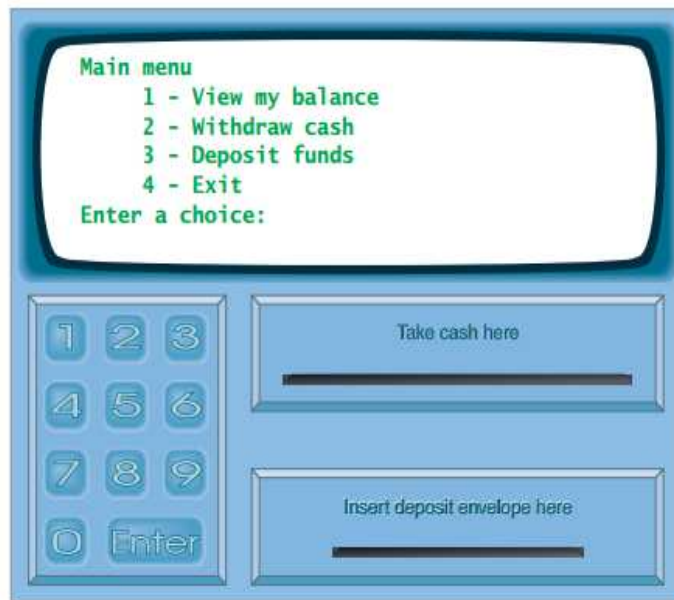 Main menu
1 - View my balance
2 - Withdraw cash
3 - Deposit funds
4 - Exit
Enter a choice:
1 2 3
4 5 6
7 8 9
0 Enter
Take cash here
Insert deposit envelope here